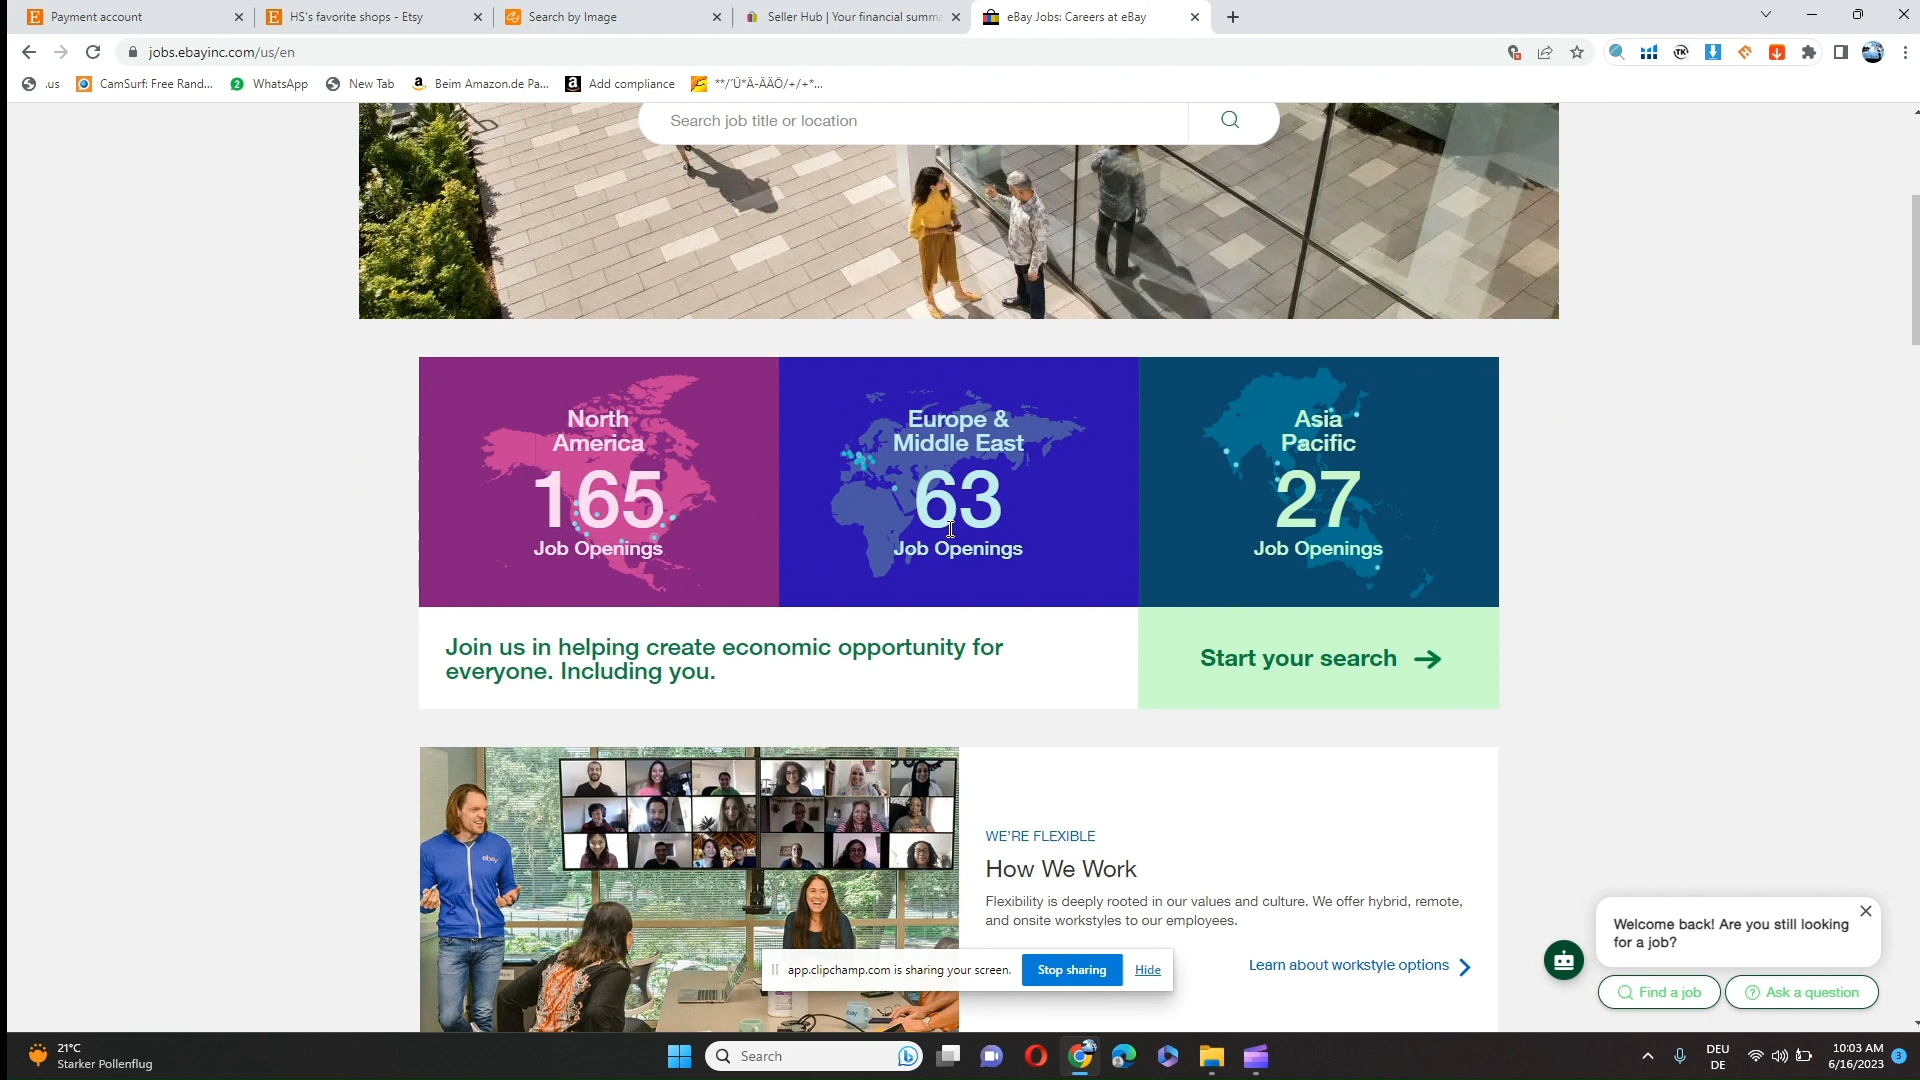 Payment account
HS's favorite shops - Etsy
Search by Image
Seller Hub | Your financial summa
eBay Jobs: Careers at eBay
jobs.ebayinc.com/us/en
.us
CamSurf: Free Rand...
WhatsApp
New Tab
Beim Amazon.de Pa...
Add compliance
Search job title or location
North
America
165
Job Openings
Europe &
Middle East
63
Job Openings
Asia
Pacific
27
Job Openings
Join us in helping create economic opportunity for
everyone. Including you.
Start your search
ebay
WE'RE FLEXIBLE
How We Work
Flexibility is deeply rooted in our values and culture. We offer hybrid, remote,
and onsite workstyles to our employees.
Learn about workstyle options
app.clipchamp.com is sharing your screen.
Stop sharing
Hide
Welcome back! Are you still looking
for a job?
Find a job
Ask a question
21°C
Starker Pollenflug
Search
DEU
DE
10:03 AM
6/16/2023
3